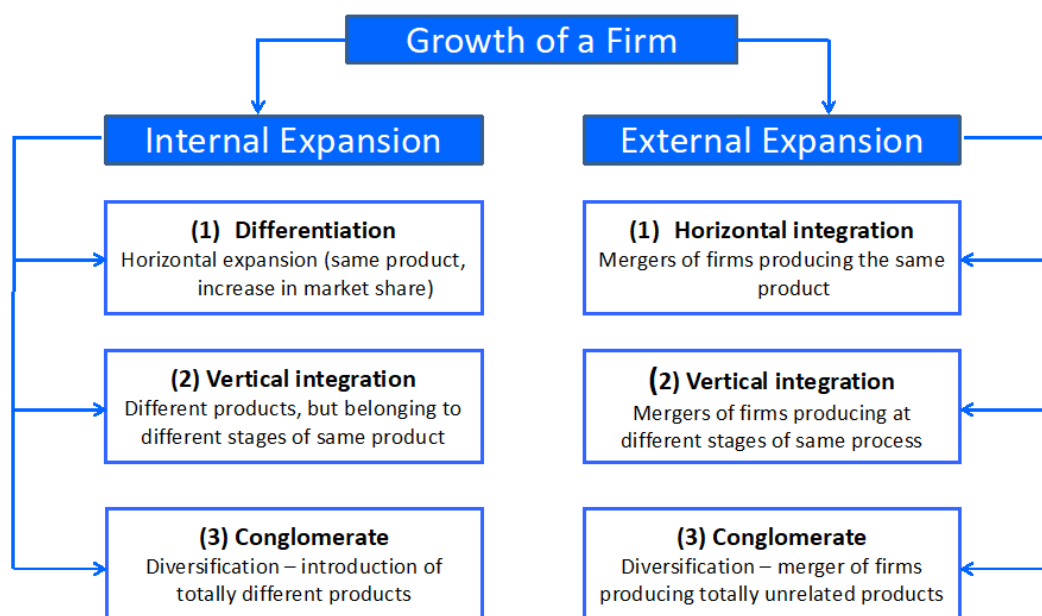 Growth of a Firm
Internal Expansion
(1) Differentiation
Horizontal expansion (same product,
increase in market share)
(2) Vertical integration
Different products, but belonging to
different stages of same product
(3) Conglomerate
Diversification – introduction of
totally different products
External Expansion
(1) Horizontal integration
Mergers of firms producing the same
product
(2) Vertical integration
Mergers of firms producing at
different stages of same process
(3) Conglomerate
Diversification – merger of firms
producing totally unrelated products